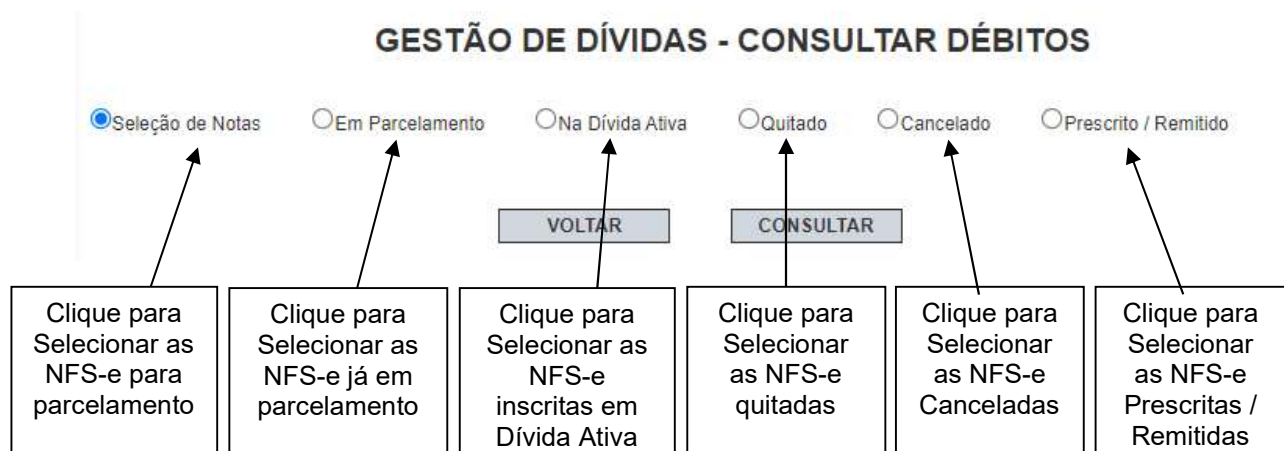 GESTÃO DE DÍVIDAS - CONSULTAR DÉBITOS
Seleção de Notas
Em Parcelamento
Na Dívida Ativa
Quitado
Cancelado
Prescrito / Remitido
VOLTAR
CONSULTAR
Clique para
Selecionar as
NFS-e para
parcelamento
Clique para
Selecionar as
NFS-e já em
parcelamento
Clique para
Selecionar as
NFS-e
inscritas em
Dívida Ativa
Clique para
Selecionar
as NFS-e
quitadas
Clique para
Selecionar
as NFS-e
Canceladas
Clique para
Selecionar
as NFS-e
Prescritas /
Remitidas